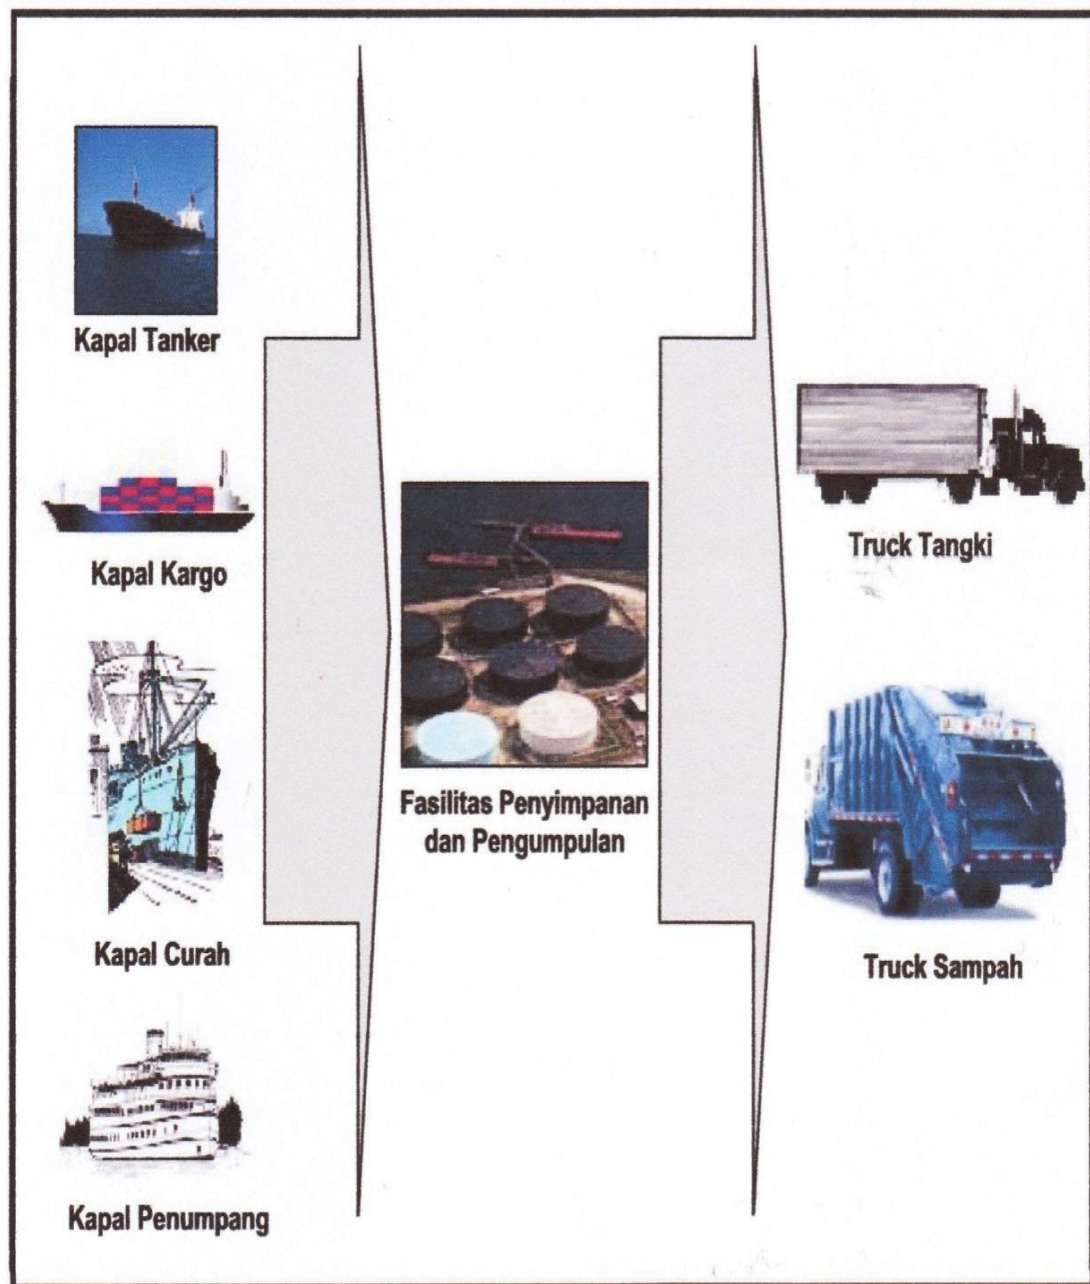 Kapal Tanker
Kapal Kargo
Kapal Curah
Kapal Penumpang
Fasilitas Penyimpanan
dan Pengumpulan
Truck Tangki
Truck Sampah